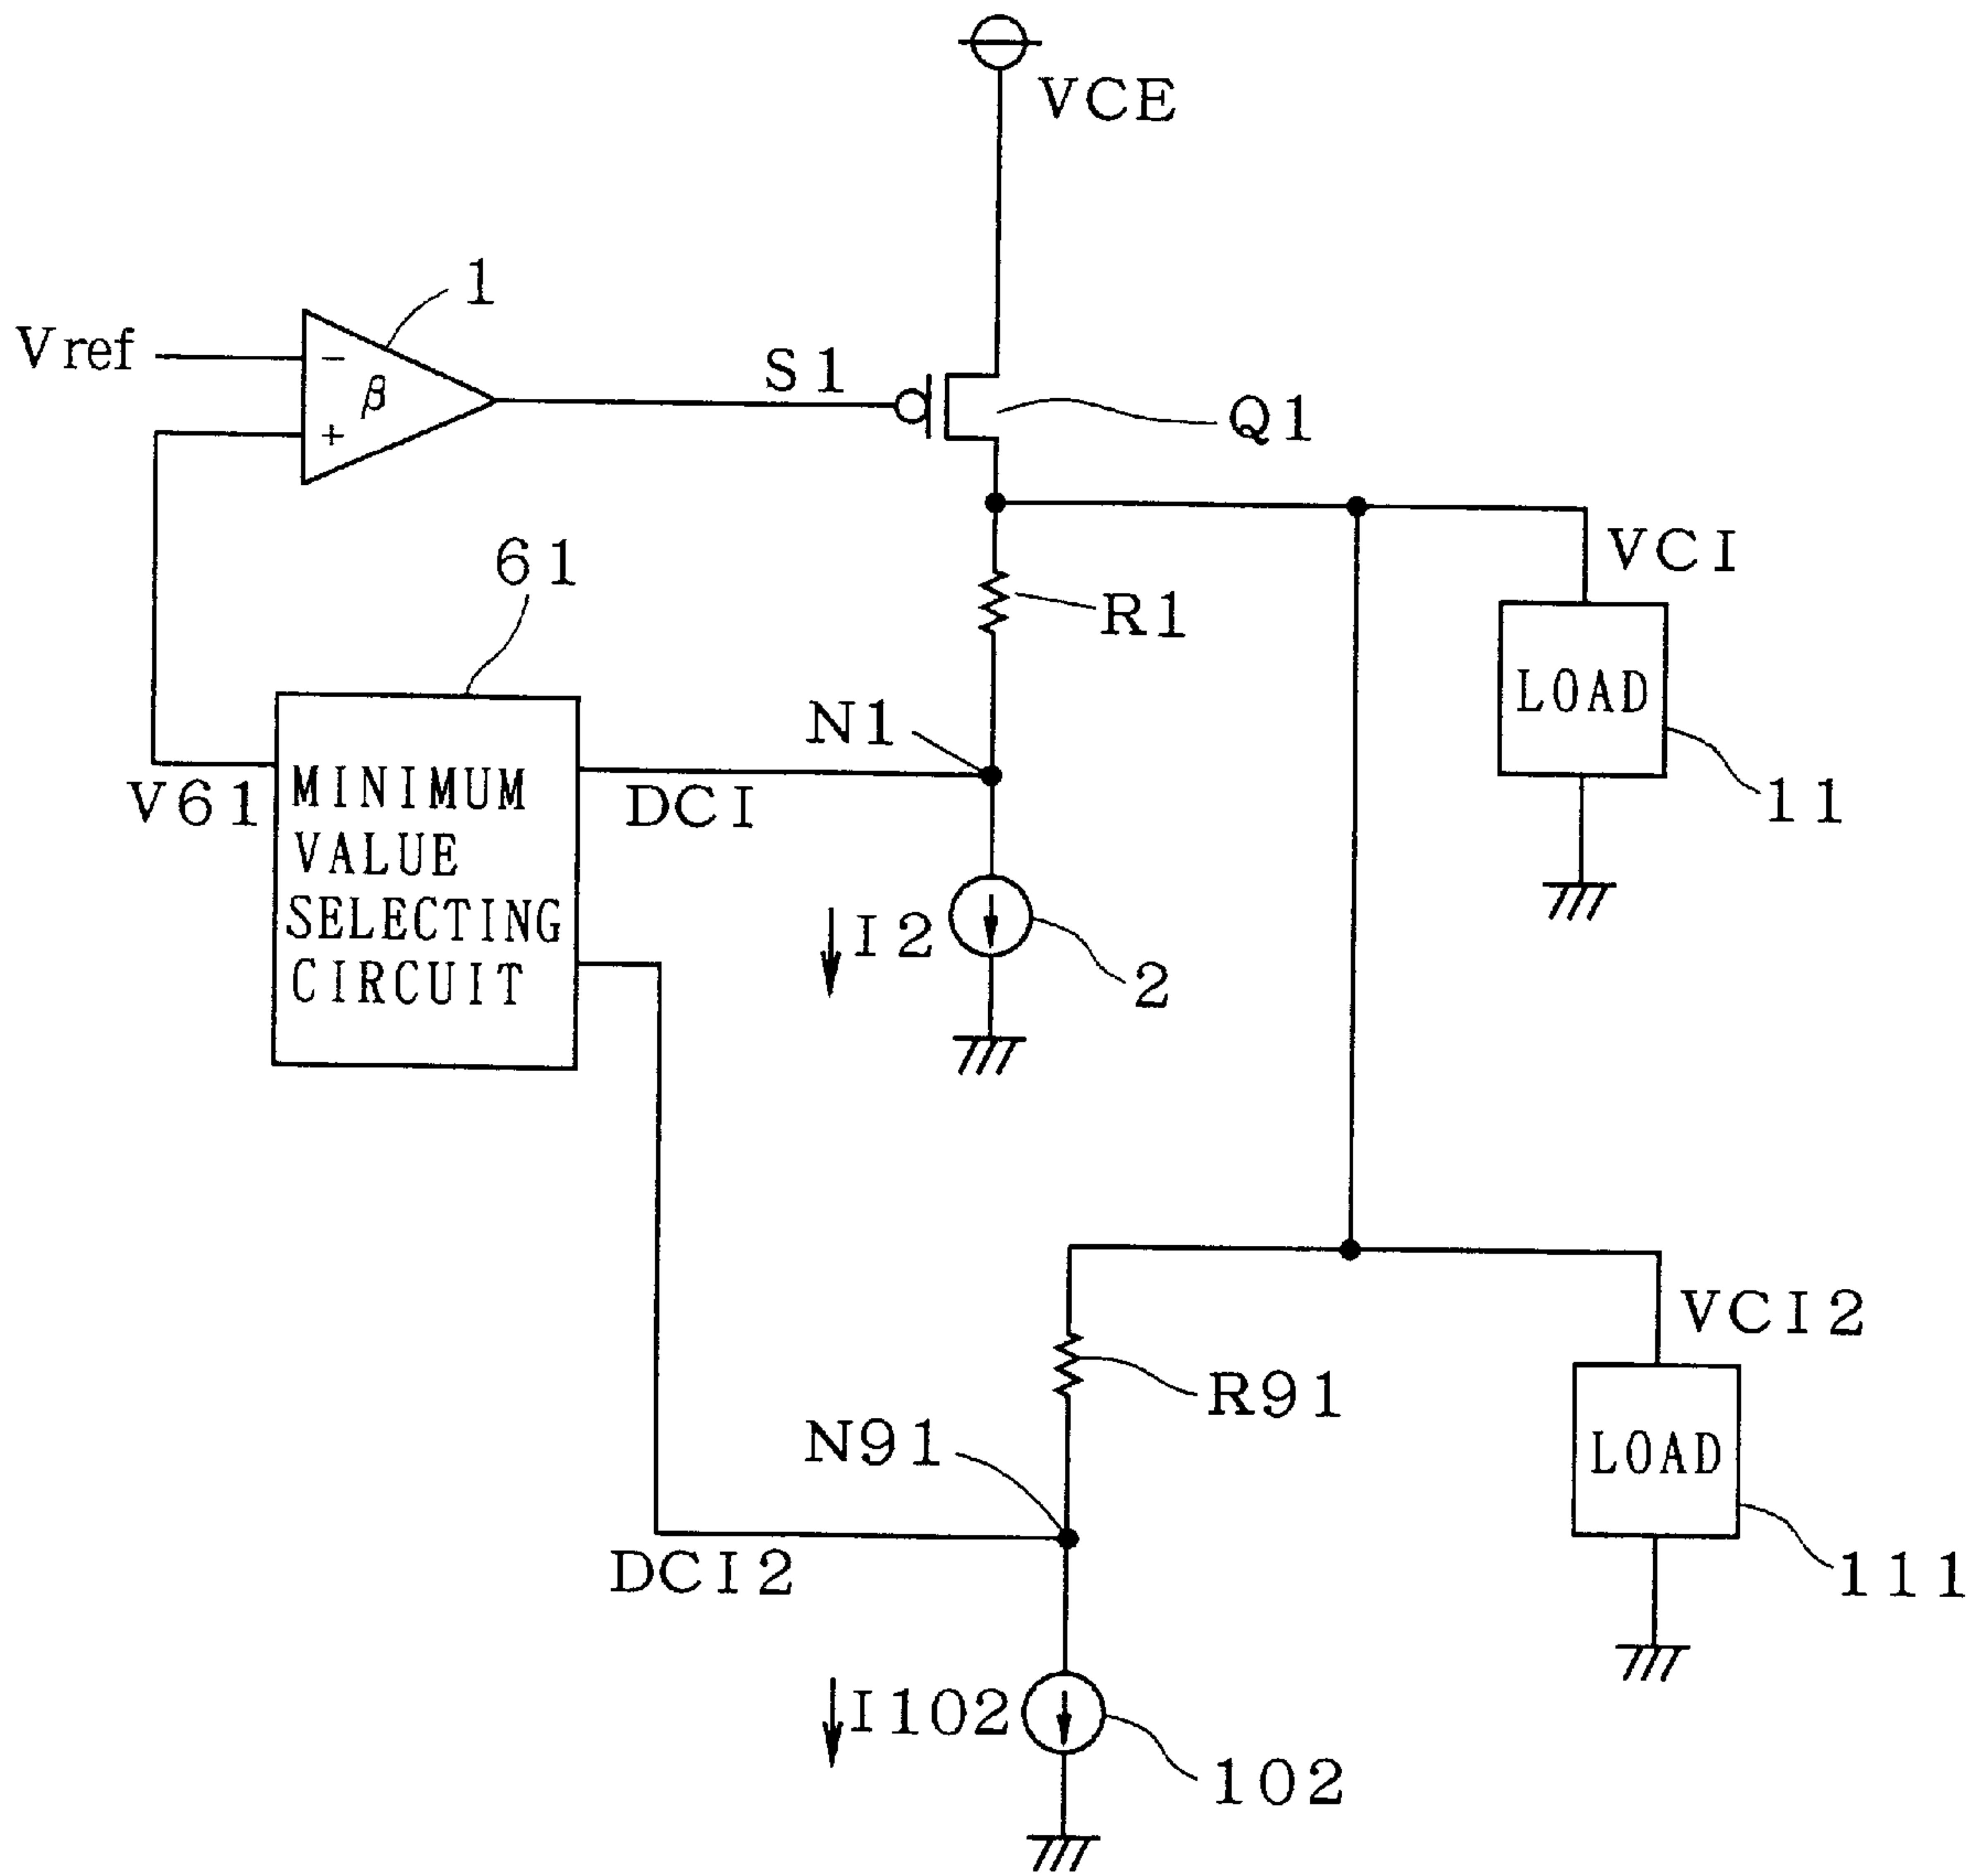 VCE
1
Vref
−
β
+
S1
Q1
VCI
61
R1
LOAD
N1
11
V61
MINIMUM
VALUE
SELECTING
CIRCUIT
DCI
I2
2
VCI2
R91
N91
LOAD
DCI2
111
I102
102